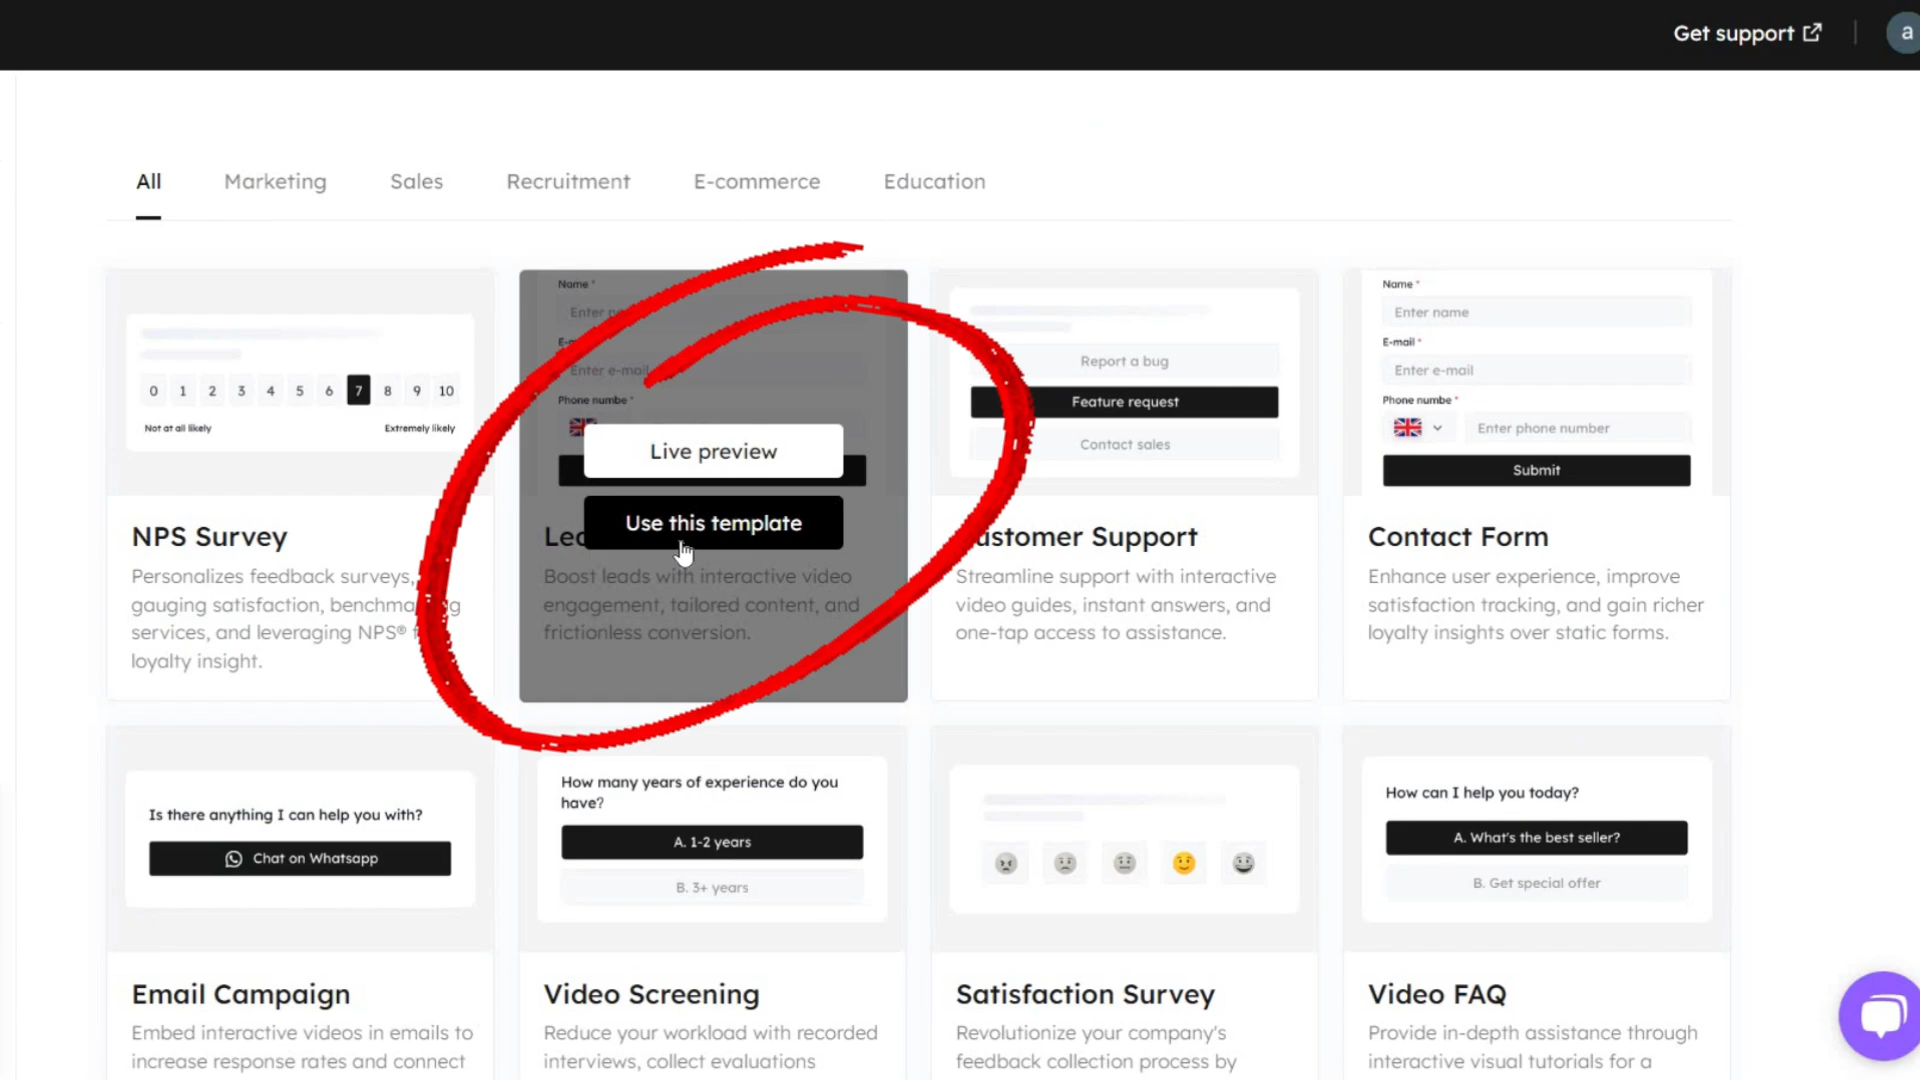 Get support
a
All
Marketing
Sales
Recruitment
E-commerce
Education
0 1 2 3 4 5 6 7 8 9 10
Not at all likely
Extremely likely
NPS Survey
Personalizes feedback surveys,
gauging satisfaction,
services, and leveraging NPS®
loyalty insight.
Name *
Enter
Enter e-mail
Phone numbe *
Live preview
Use this template
Boost leads with interactive video
engagement, tailored content, and
frictionless conversion.
Report a bug
Feature request
Contact sales
Customer Support
Streamline support with interactive
video guides, instant answers, and
one-tap access to assistance.
Name *
Enter name
E-mail *
Enter e-mail
Phone numbe *
Enter phone number
Submit
Contact Form
Enhance user experience, improve
satisfaction tracking, and gain richer
loyalty insights over static forms.
Is there anything I can help you with?
Chat on Whatsapp
Email Campaign
Embed interactive videos in emails to
increase response rates and connect
How many years of experience do you
have?
A. 1-2 years
B. 3+ years
Video Screening
Reduce your workload with recorded
interviews, collect evaluations
Satisfaction Survey
Revolutionize your company's
feedback collection process by
How can I help you today?
A. What's the best seller?
B. Get special offer
Video FAQ
Provide in-depth assistance through
interactive visual tutorials for a